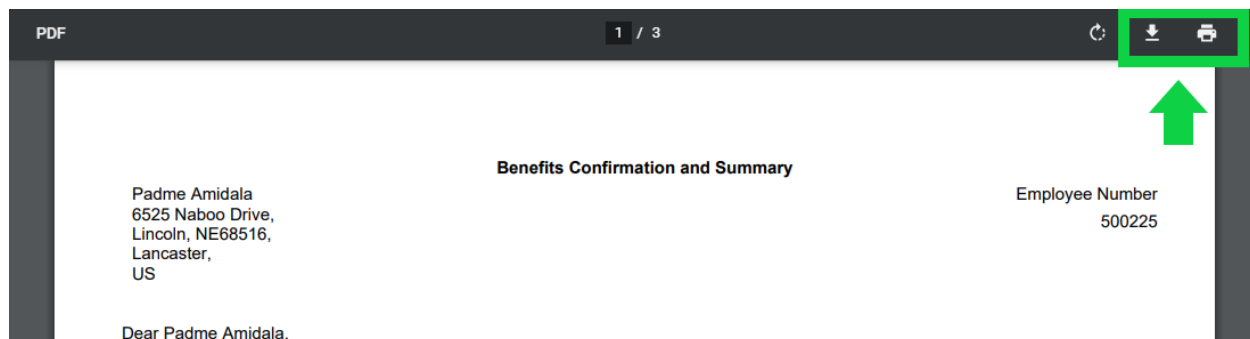 PDF
1 / 3
Benefits Confirmation and Summary
Padme Amidala
Employee Number
6525 Naboo Drive,
500225
Lincoln, NE68516,
Lancaster,
US
Dear Padme Amidala,